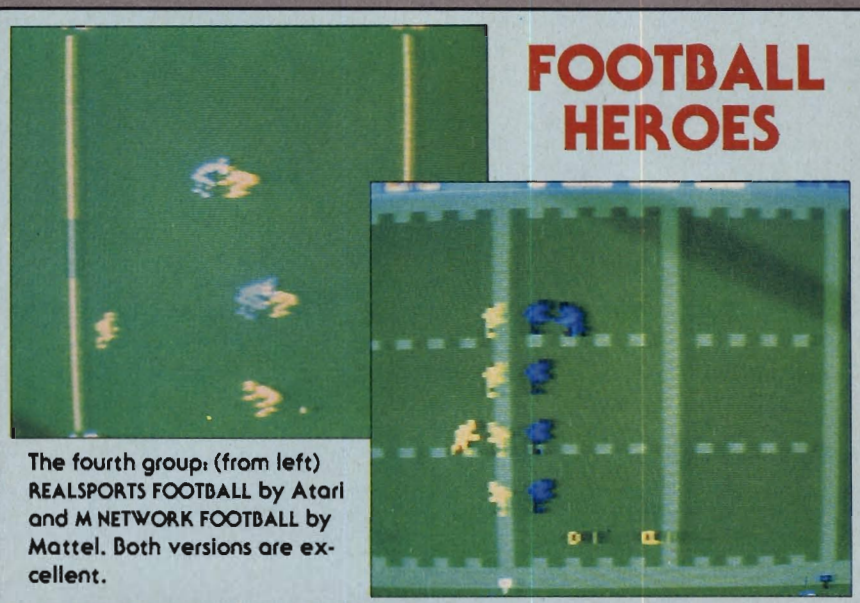 FOOTBALL
HEROES
The fourth group: (from left)
REALSPORTS FOOTBALL by Atari
and M NETWORK FOOTBALL by
Mattel. Both versions are ex-
cellent.